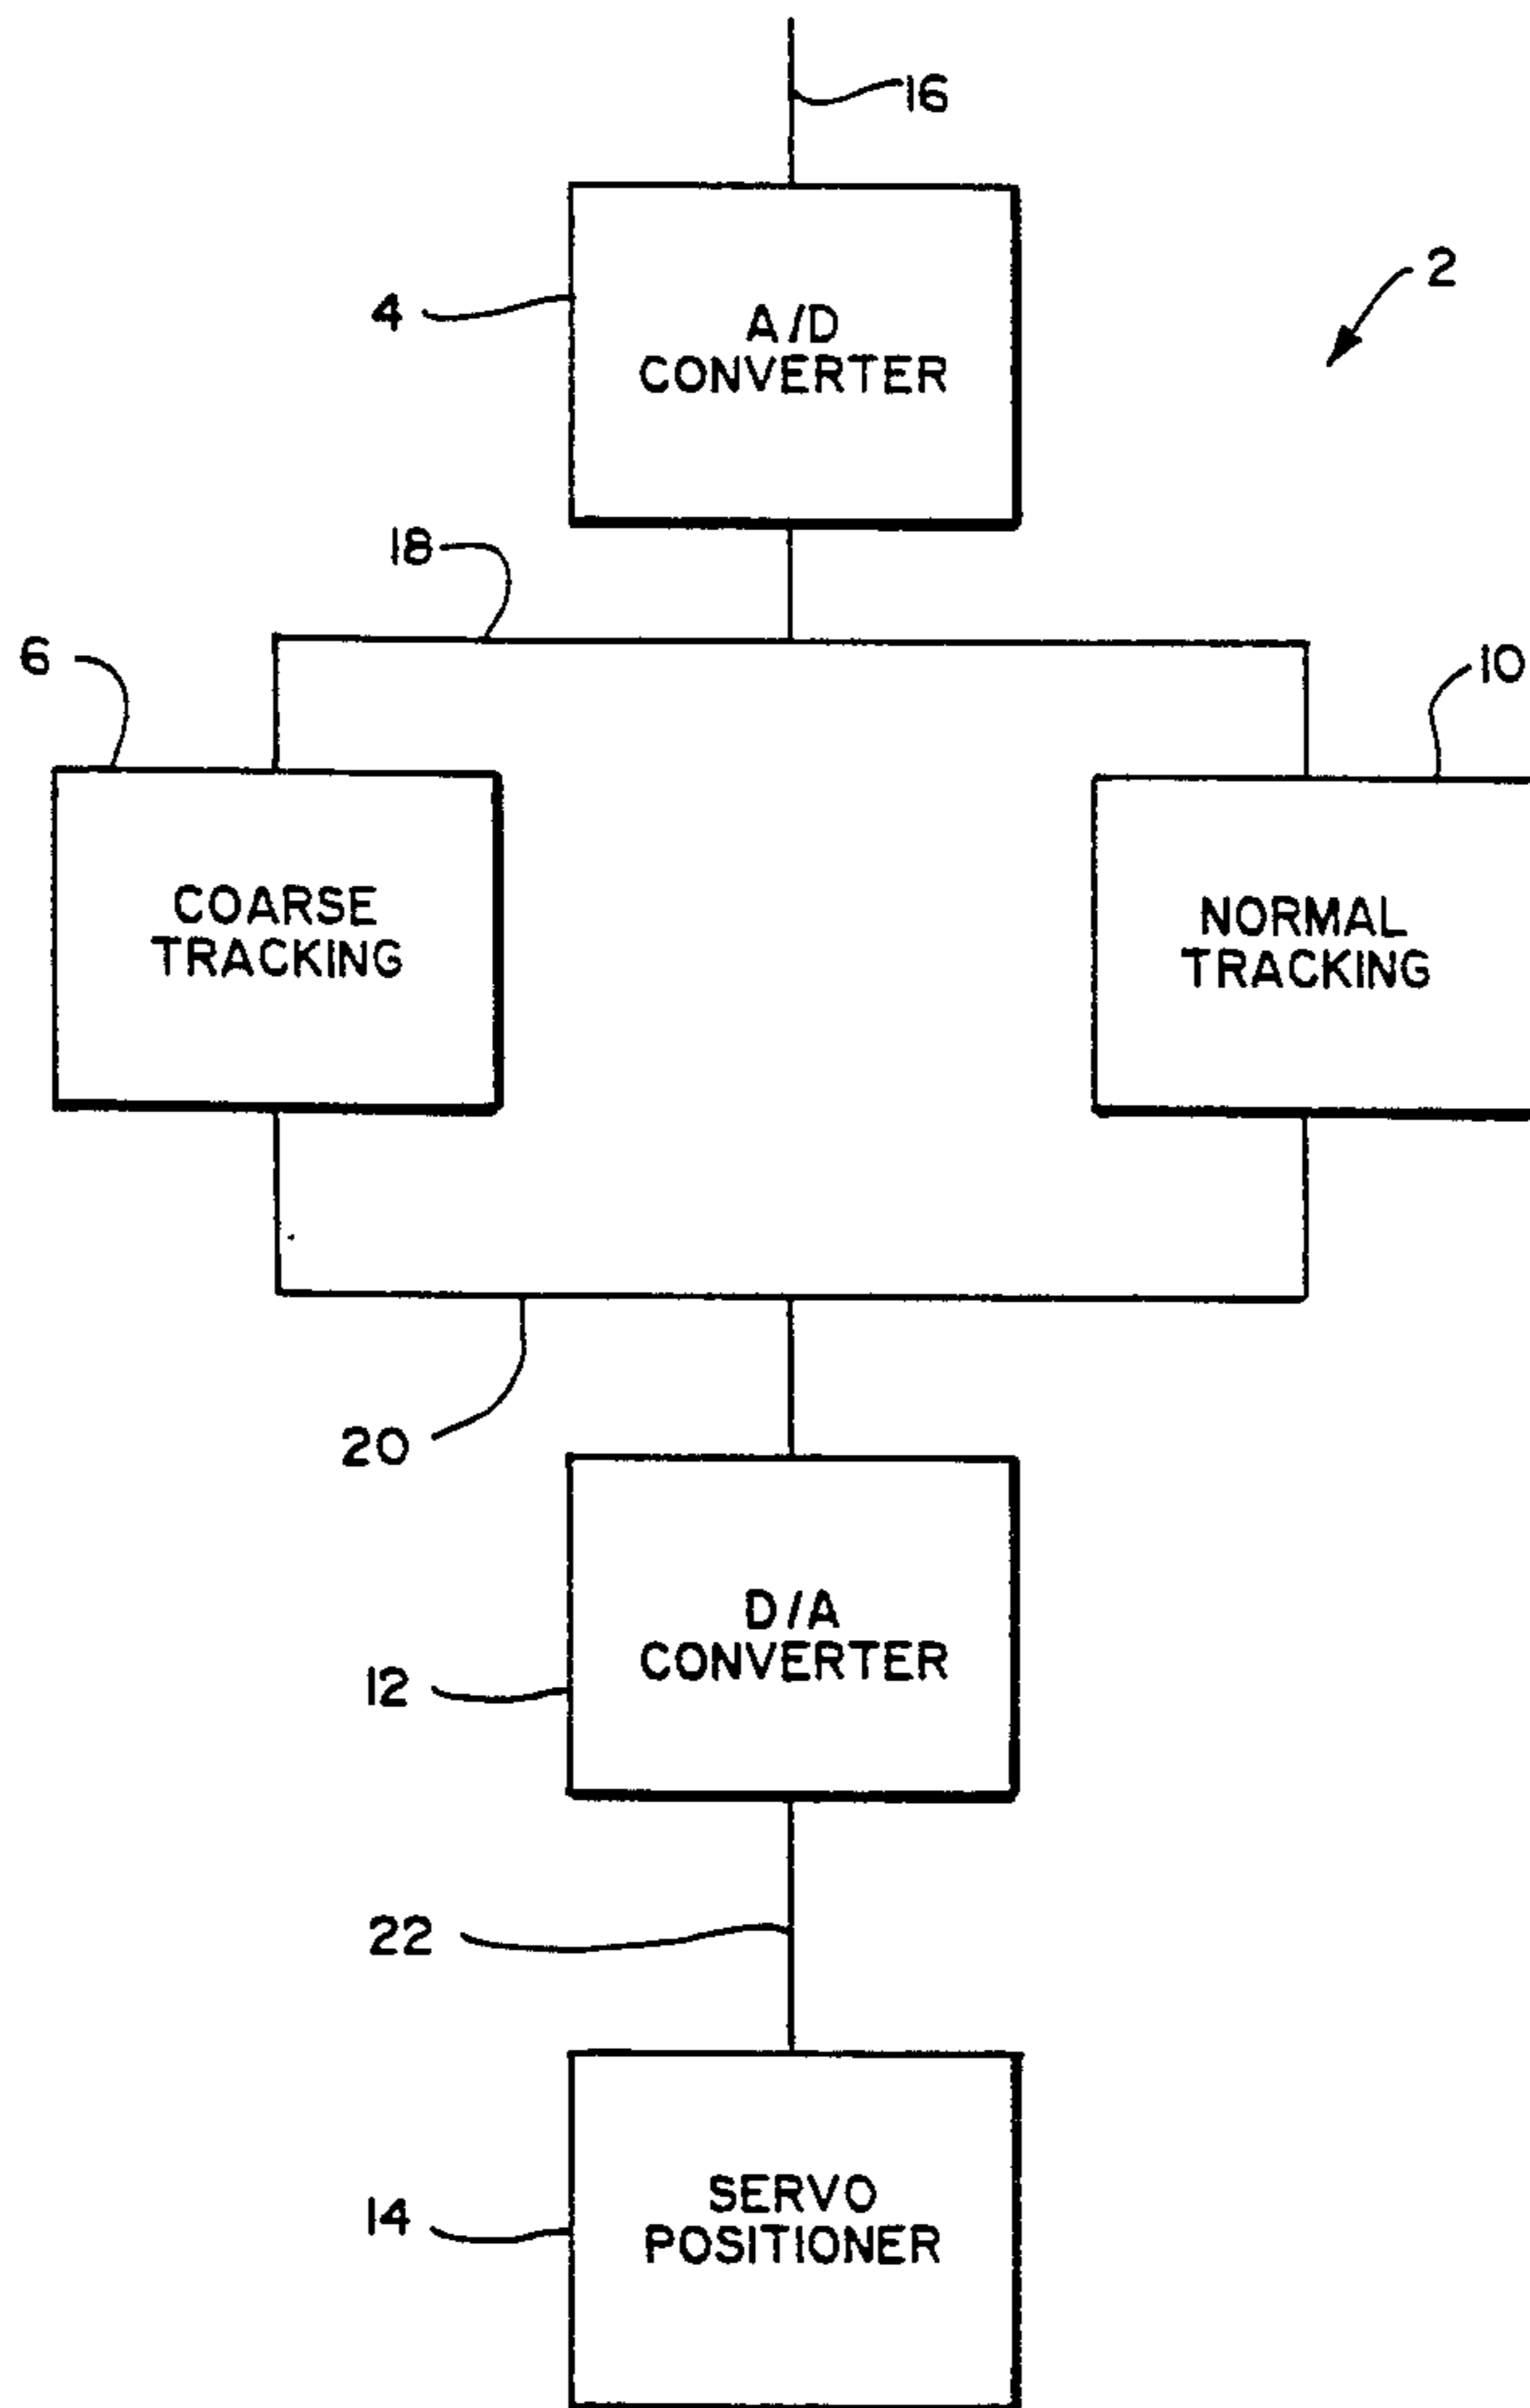 16
2
4
A/D
CONVERTER
18
6
10
COARSE
TRACKING
NORMAL
TRACKING
20
D/A
CONVERTER
12
22
14
SERVO
POSITIONER